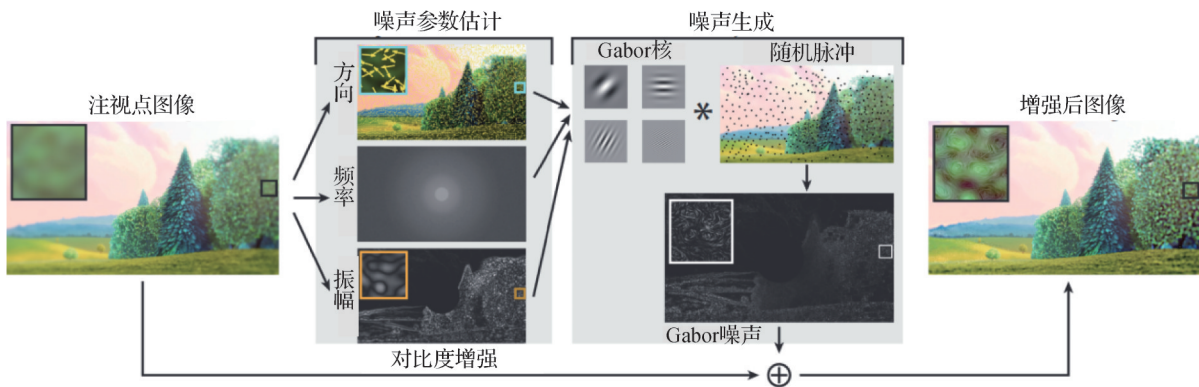 噪声参数估计
噪声生成
注视点图像
方向
频率
振幅
对比度增强
Gabor核
随机脉冲
*
Gabor噪声
增强后图像